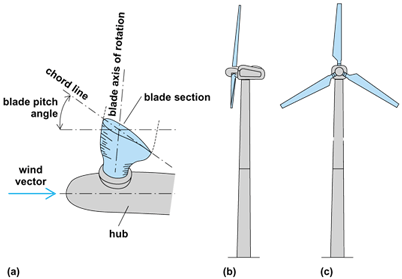 blade axis
of rotation
chord line
blade pitch
angle
blade section
wind
vector
hub
(a)
(b)
(c)